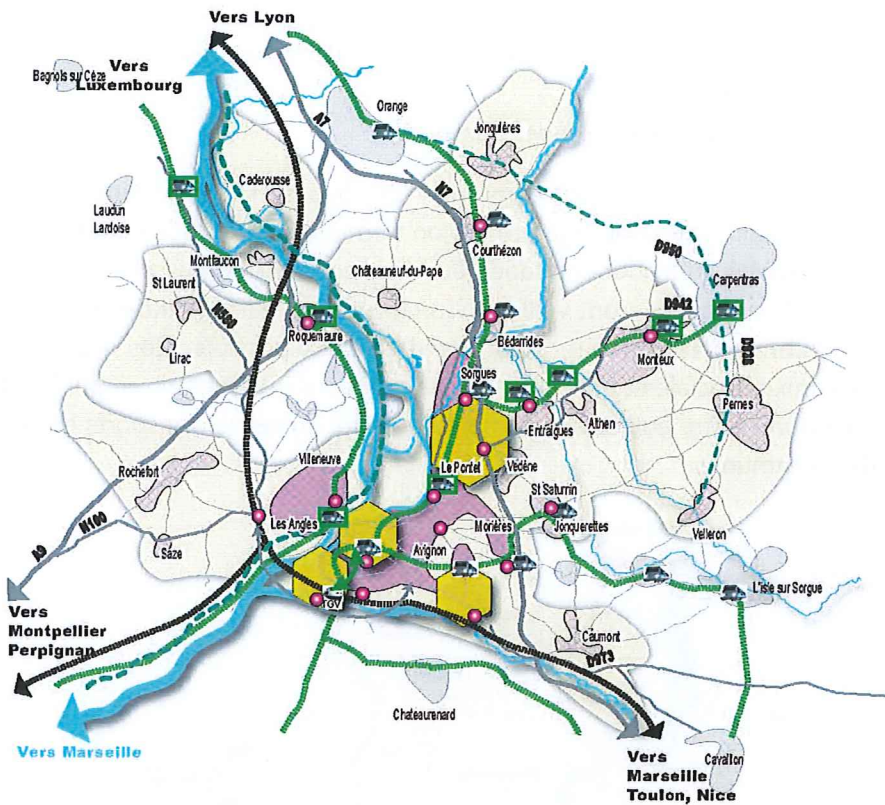 Vers Lyon
Bagnols sur Cèze
Vers
Luxembourg
A7
Orange
Jonquières
N7
Caderousse
Laudun
Lardoise
Courthézon
D950
Montfaucon
Châteauneuf-du-Pape
Carpentras
St Laurent
N580
D942
Roquemaure
Bédarrides
Lirac
Monteux
D938
Sorgues
Pernes
Entraigues
Athen
Villeneuve
Rochefort
Le Pontet
Vedène
St Saturnin
Les Angles
Morières
Jonquerettes
Velleron
A9
N100
Saze
Avignon
L'isle sur Sorgue
TGV
Vers
Montpellier
Perpignan
Caumont
D973
Chateaurenard
Vers Marseille
Cavaillon
Vers
Marseille
Toulon, Nice